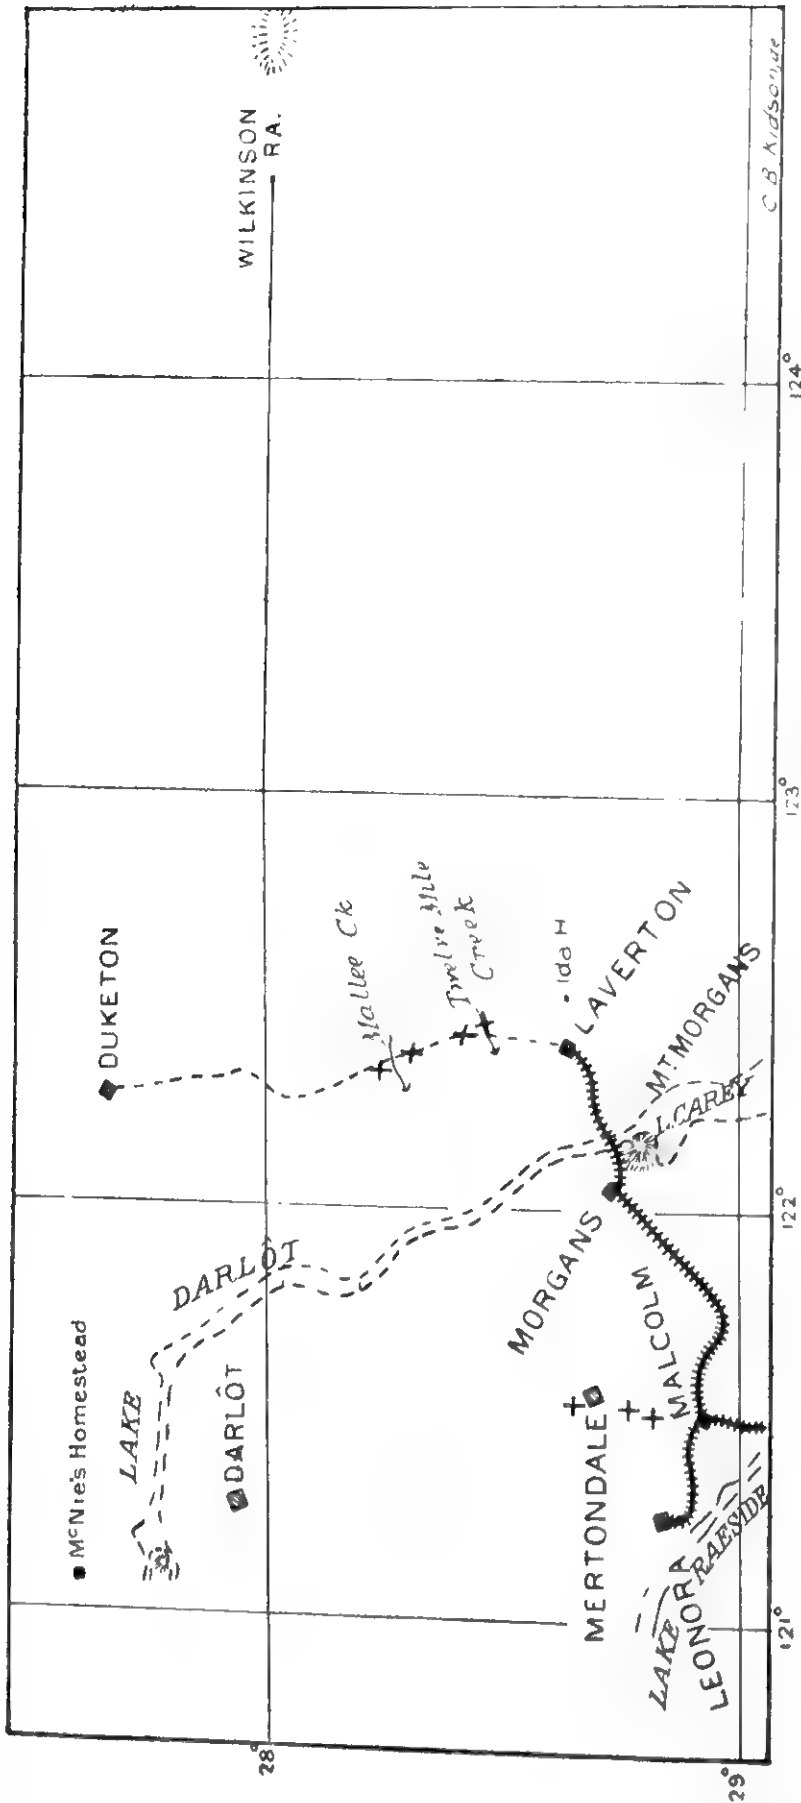 WILKINSON
RA.
DUKETON
Mallee Ck
Twelve Mile
Creek
Ida H
LAVERTON
Mt MORGANS
L. CAREY
McNie's Homestead
LAKE
DARLÔT
DARLÔT
MORGANS
MALCOLM
MERTONDALE
LAKE
RAESIDE
LEONORA
28°
29°
121°
122°
123°
124°
C B Kidson